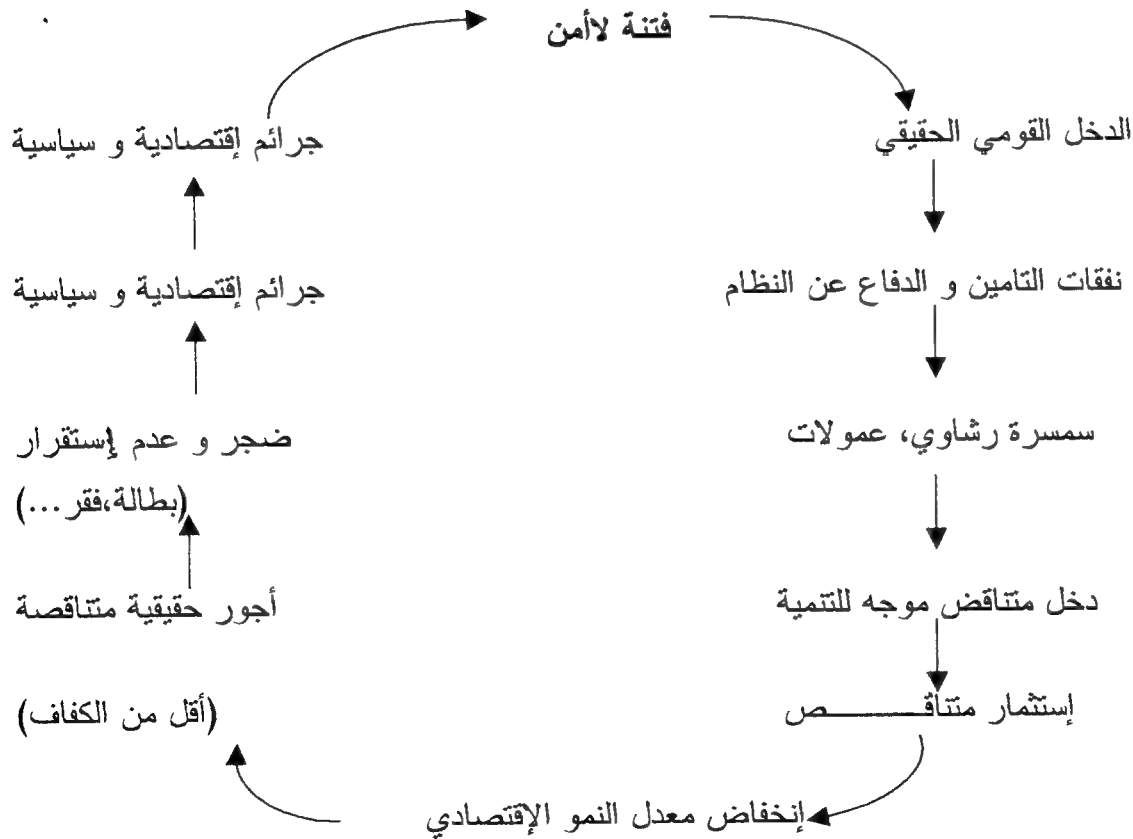 فتنة لاأمن
الدخل القومي الحقيقي
جرائم إقتصادية و سياسية
نفقات التامين و الدفاع عن النظام
جرائم إقتصادية و سياسية
سمسرة رشاوي، عمولات
ضجر و عدم إستقرار
(بطالة،فقر...)
دخل متناقض موجه للتنمية
أجور حقيقية متناقصة
إستثمار متناقـــــــص
(أقل من الكفاف)
إنخفاض معدل النمو الإقتصادي